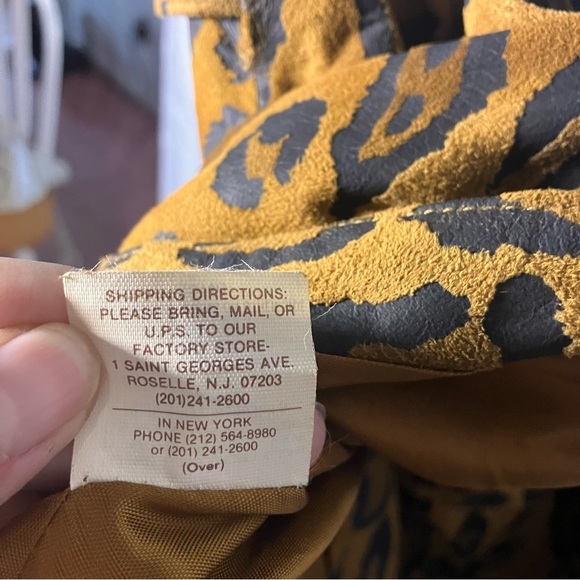 SHIPPING DIRECTIONS:
PLEASE BRING, MAIL, OR
U.P.S. TO OUR
FACTORY STORE-
1 SAINT GEORGES AVE.
ROSELLE, N.J. 07203
(201)241-2600
IN NEW YORK
PHONE (212) 564-8980
or (201) 241-2600
(Over)